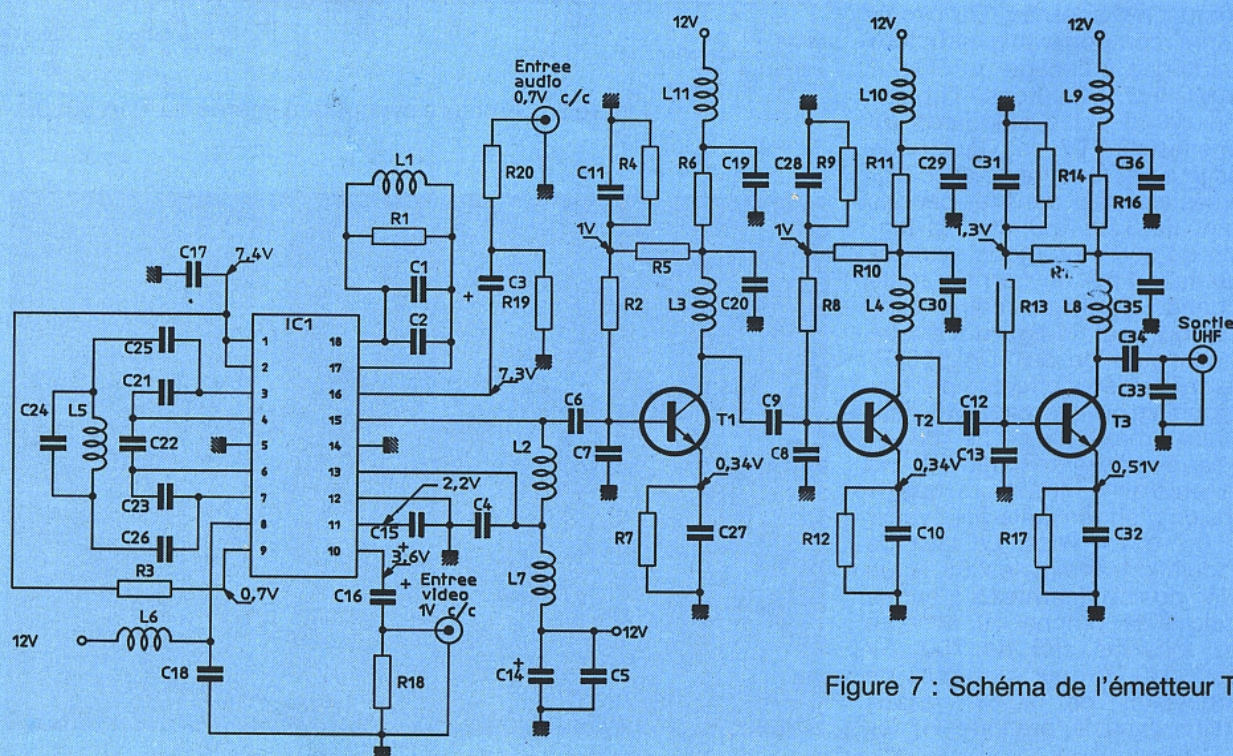 12V
12V
12V
Entree
audio
0,7V c/c
L11
L10
L9
L1
R20
R4
R6
C19
C11
C28
R9
R11
C29
C31
R14
C36
R16
R1
C17
7,4V
1V
1V
1,3V
C1
C3
R19
R5
R10
C2
R2
L3
C20
R8
L4
C30
R13
L8
C35
IC1
Sortie
UHF
C25
1
18
C34
2
17
C21
3
16
7,3V
C33
C24
L5
4
15
C6
T1
C9
T2
C12
T3
C22
5
14
L2
C7
C8
C13
6
13
C23
7
12
2,2V
0,34V
0,34V
0,51V
8
11
C15
C4
C26
9
10
R7
C27
R12
C10
R17
C32
R3
0,7V
3,6V
+
L7
L6
C16
+
Entree
video
1V c/c
12V
12V
C18
R18
C14
+
C5
+
Figure 7 : Schéma de l'émetteur T